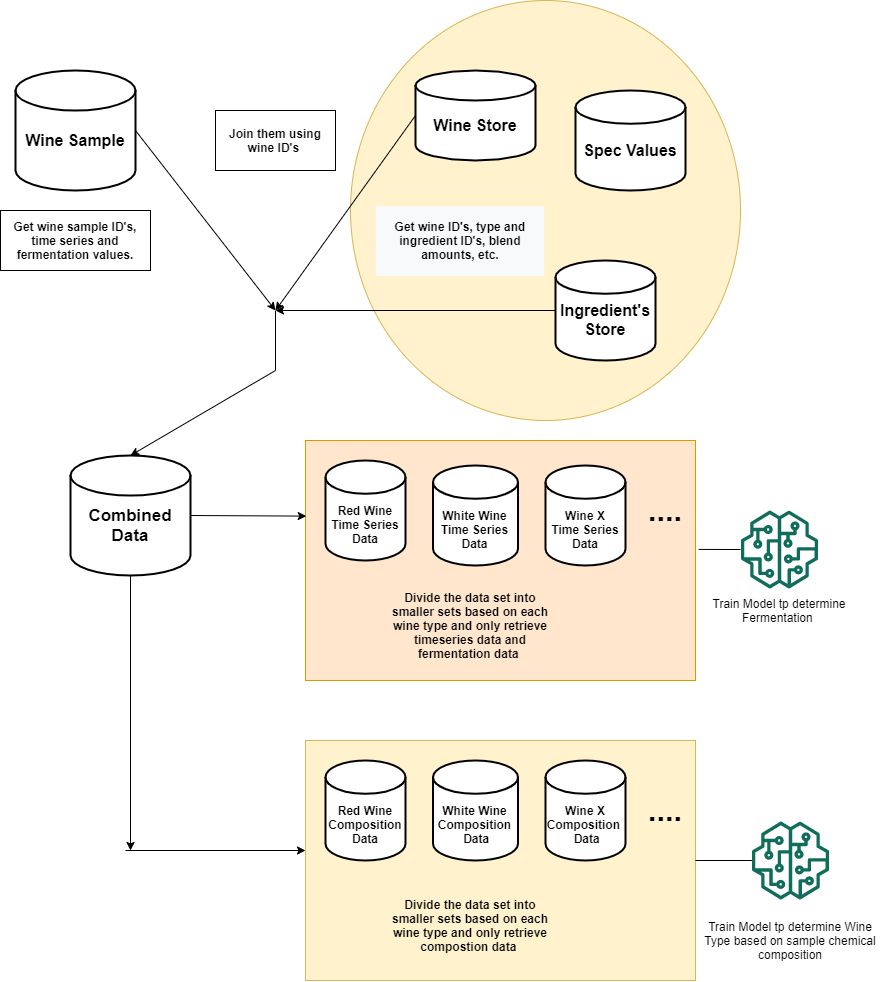 Wine Sample
Join them using
wine ID's
Wine Store
Spec Values
Get wine sample ID's,
time series and
fermentation values.
Get wine ID's, type and
ingredient ID's, blend
amounts, etc.
Ingredient's
Store
Combined
Data
Red Wine
Time Series
Data
White Wine
Time Series
Data
Wine X
Time Series
Data
....
Divide the data set into
smaller sets based on each
wine type and only retrieve
timeseries data and
fermentation data
Train Model tp determine
Fermentation
Red Wine
Composition
Data
White Wine
Composition
Data
Wine X
Composition
Data
....
Divide the data set into
smaller sets based on each
wine type and only retrieve
compostion data
Train Model tp determine Wine
Type based on sample chemical
composition